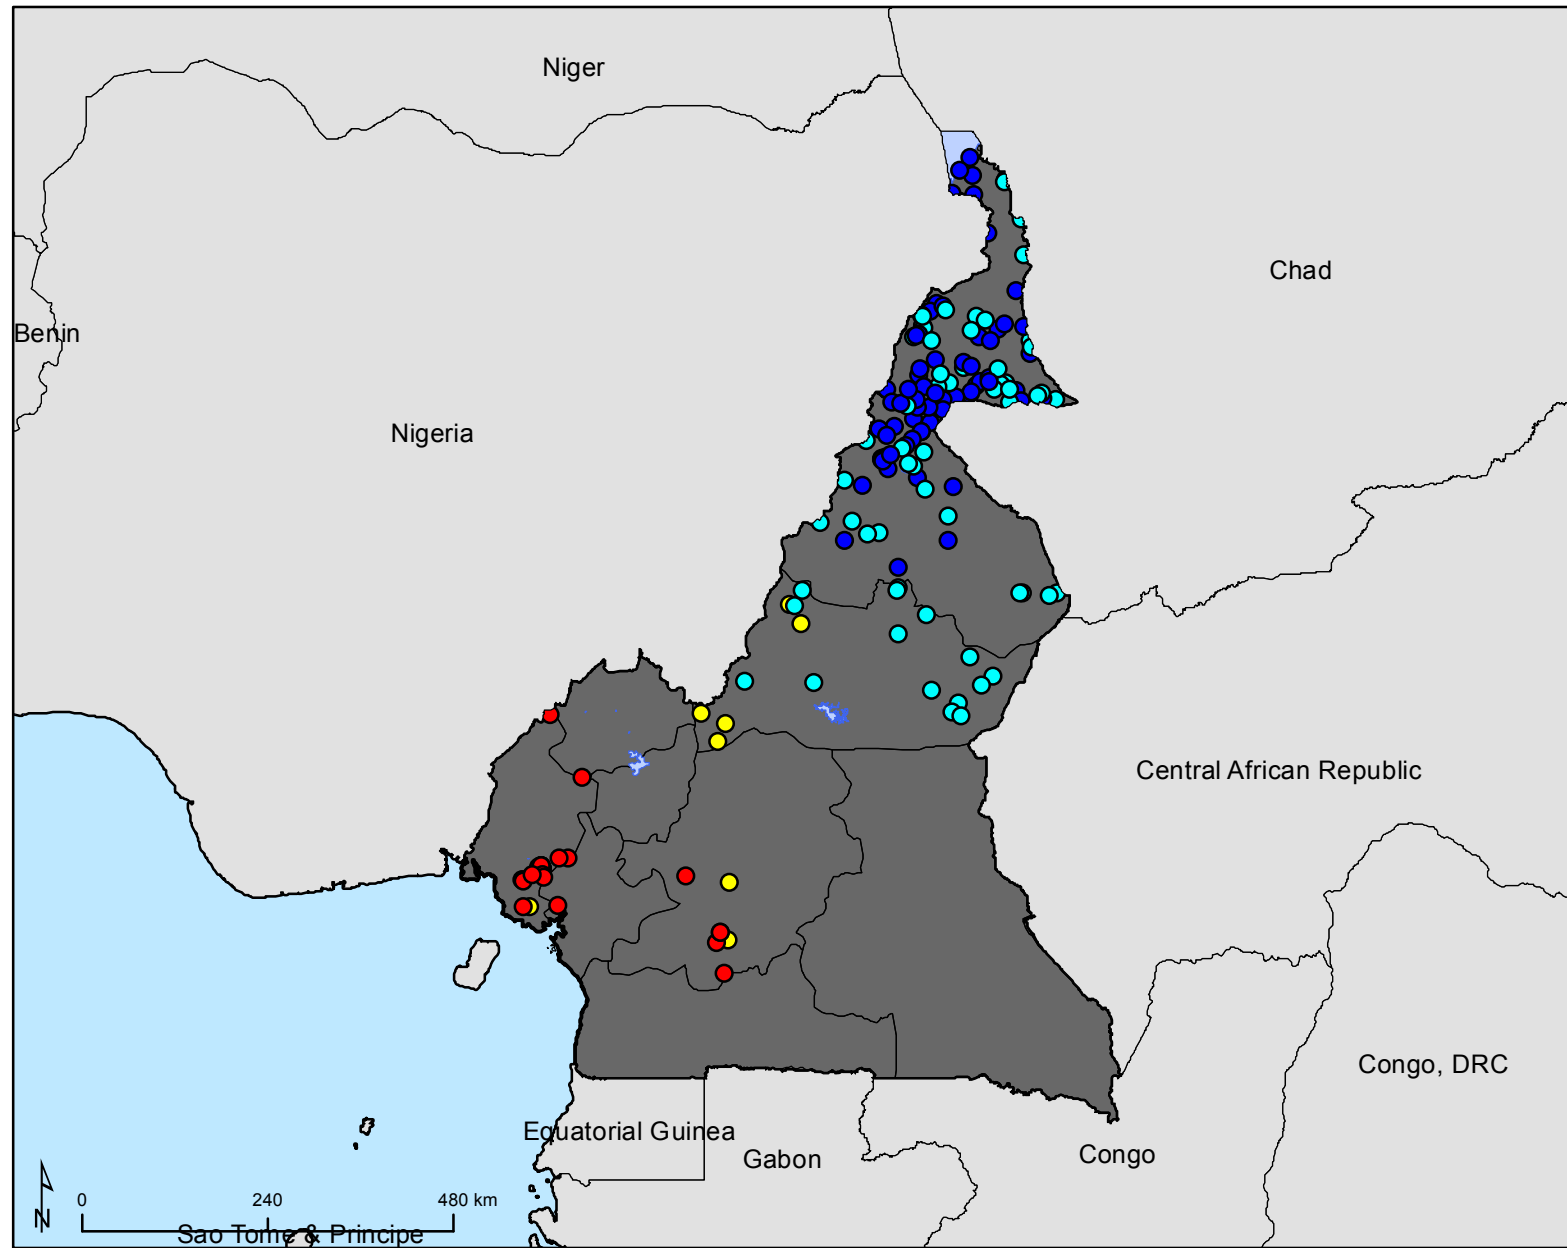 Niger
Chad
Benin
Nigeria
Central African Republic
Congo, DRC
Equatorial Guinea
Gabon
Congo
0 240 480 km
N
Sao Tome & Principe